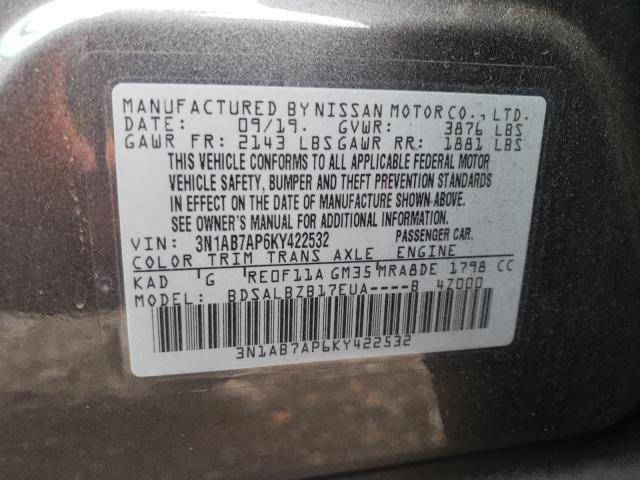 MANUFACTURED BY NISSAN MOTOR CO., LTD.
DATE: 09/19. GVWR: 3876 LBS
GAWR FR: 2143 LBS GAWR RR: 1881 LBS
THIS VEHICLE CONFORMS TO ALL APPLICABLE FEDERAL MOTOR
VEHICLE SAFETY, BUMPER AND THEFT PREVENTION STANDARDS
IN EFFECT ON THE DATE OF MANUFACTURE SHOWN ABOVE.
SEE OWNER'S MANUAL FOR ADDITIONAL INFORMATION.
VIN: 3N1AB7AP6KY422532 PASSENGER CAR.
COLOR TRIM TRANS AXLE ENGINE
KAD G RE0F11A GM35 MRA8DE 1798 CC
MODEL: BDSALBZB17EUA----B 4Z000
3N1AB7AP6KY422532